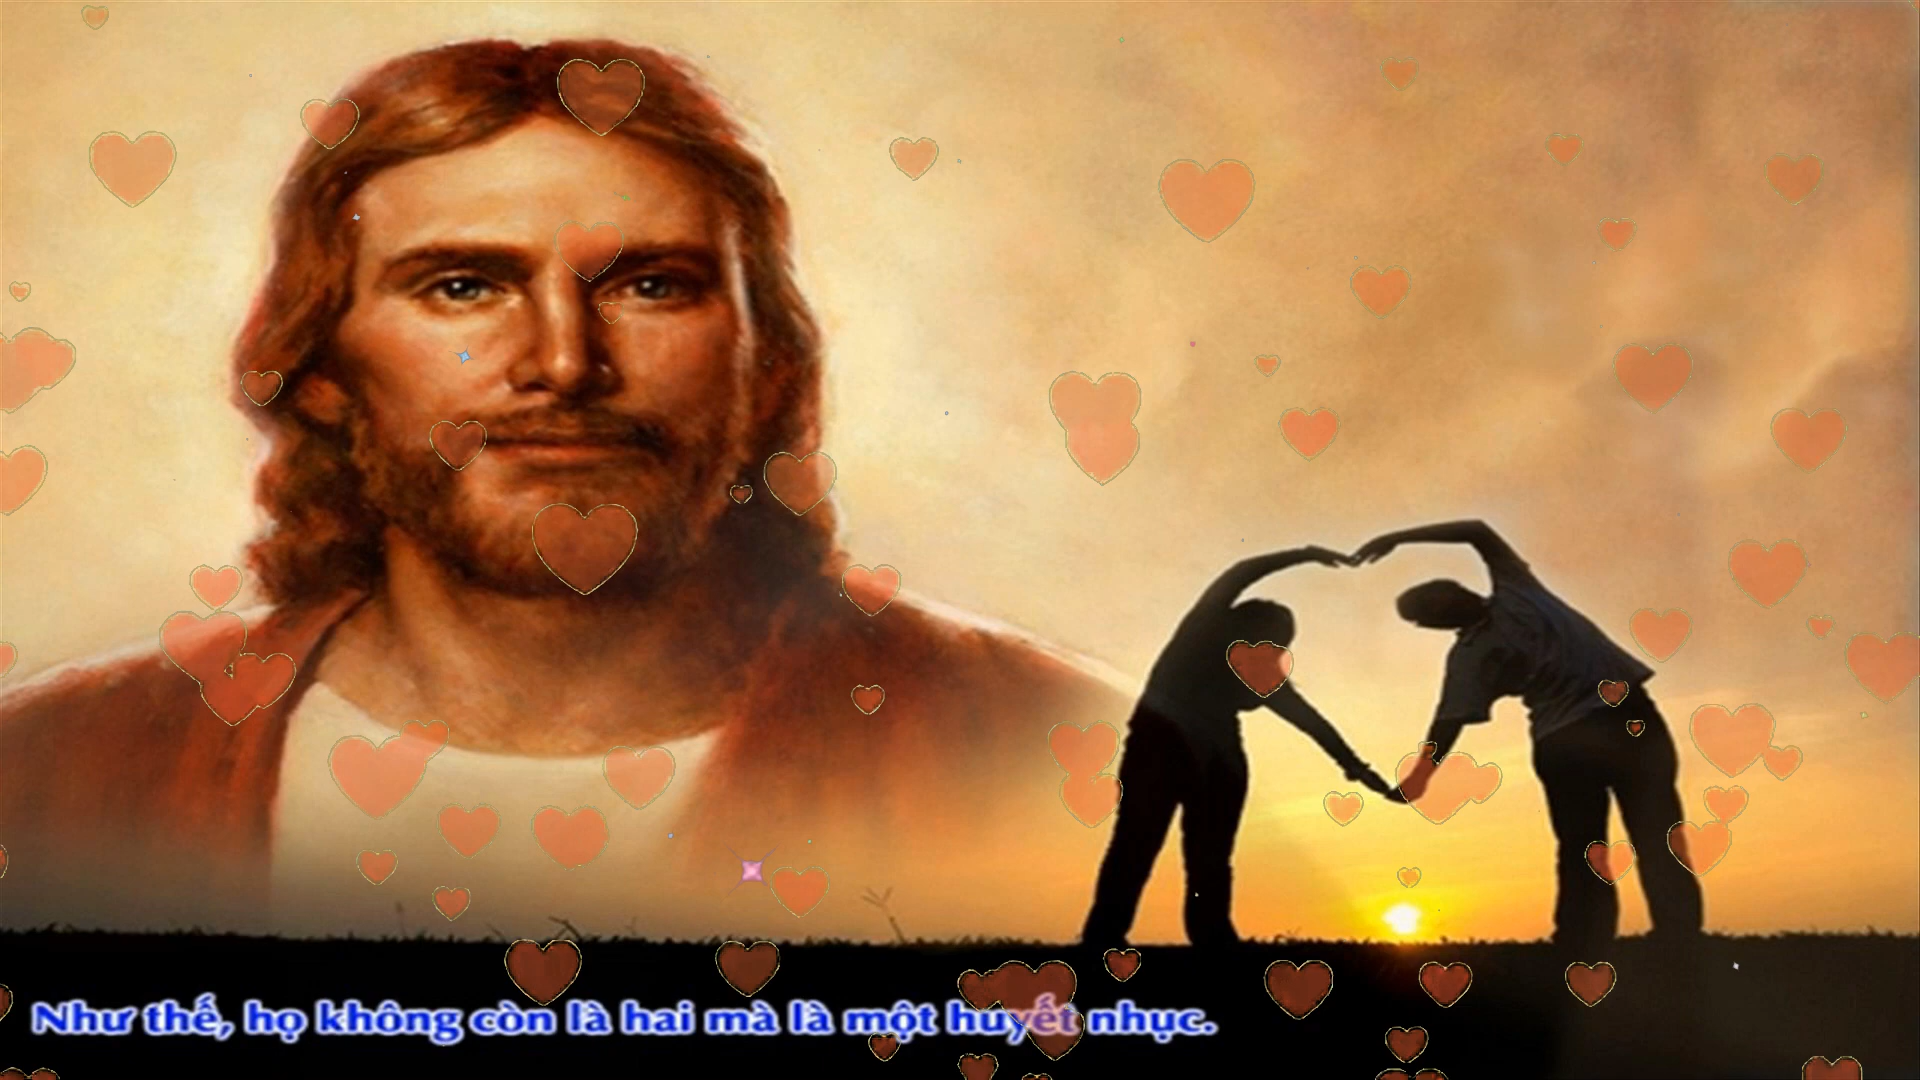 Như thế, họ không còn là hai mà là một huyết nhục.